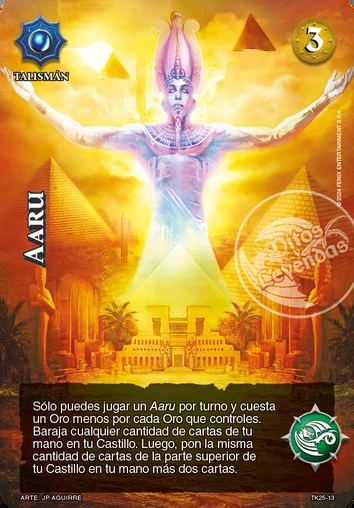 TALISMÁN
3
AARU
© 2024 FENIX ENTERTAINMENT S.P.A.
Mitos y
Leyendas
Sólo puedes jugar un Aaru por turno y cuesta
un Oro menos por cada Oro que controles.
Baraja cualquier cantidad de cartas de tu
mano en tu Castillo. Luego, pon la misma
cantidad de cartas de la parte superior de
tu Castillo en tu mano más dos cartas.
ARTE: JP AGUIRRE
TK25-13